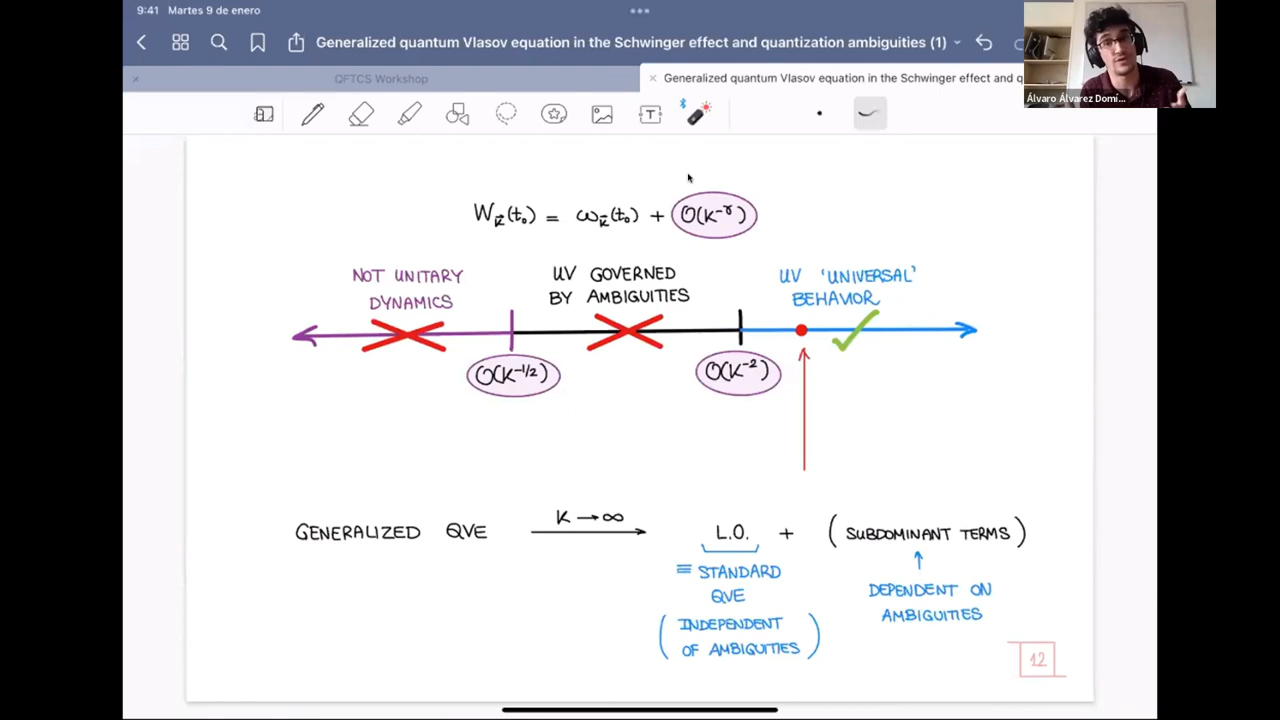 9:41 Martes 9 de enero
Generalized quantum Vlasov equation in the Schwinger effect and quantization ambiguities (1)
QFTCS Workshop
Generalized quantum Vlasov equation in the Schwinger effect and q
Álvaro Álvarez Domí...
T
W_k⃗(t₀) = ω_k⃗(t₀) + O(k^-γ)
NOT UNITARY
DYNAMICS
UV GOVERNED
BY AMBIGUITIES
UV 'UNIVERSAL'
BEHAVIOR
O(k^-1/2)
O(k^-2)
GENERALIZED QVE
K → ∞
L.O. + (SUBDOMINANT TERMS)
≡ STANDARD
QVE
(INDEPENDENT
OF AMBIGUITIES)
DEPENDENT ON
AMBIGUITIES
12